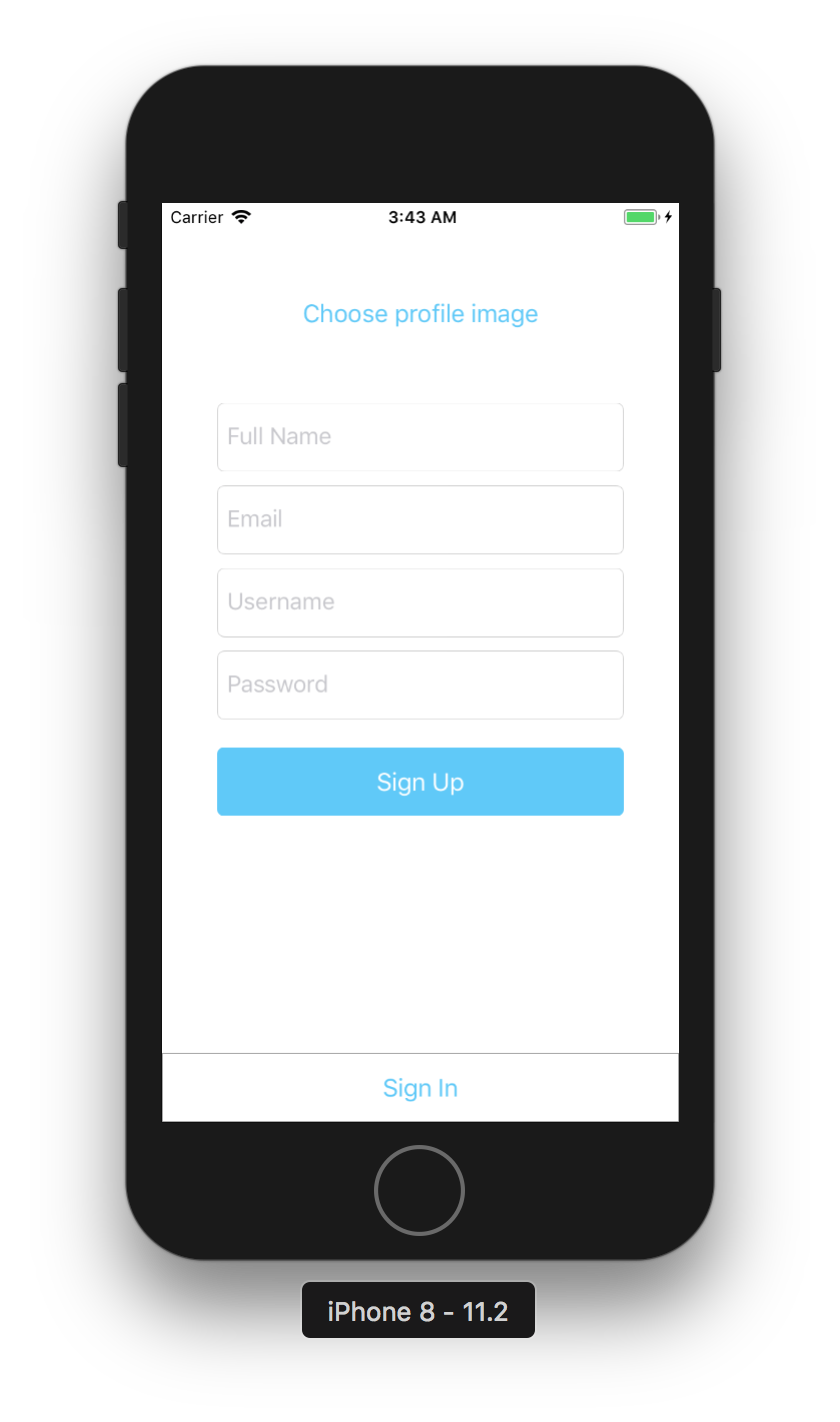 Carrier 3:43 AM
Choose profile image
Full Name
Email
Username
Password
Sign Up
Sign In
iPhone 8 - 11.2